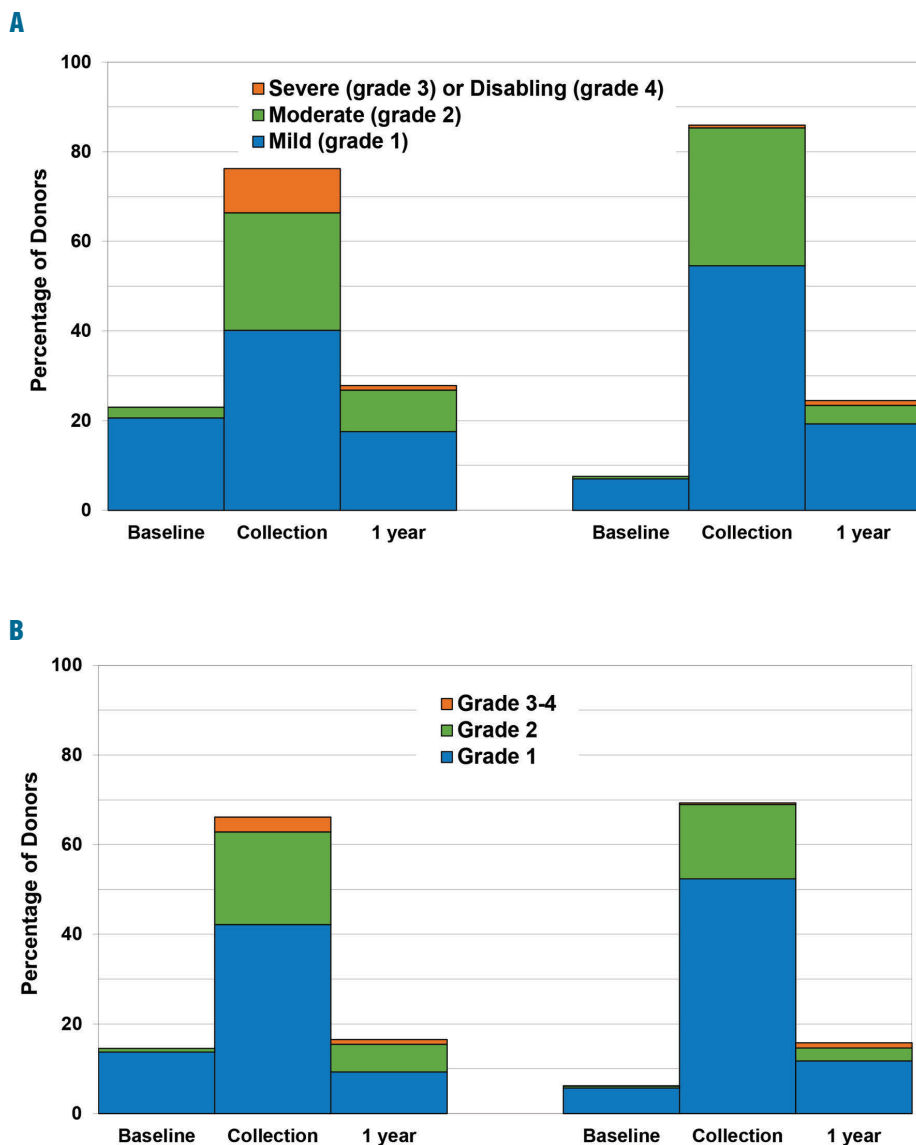 A
100
80
60
40
20
0
Percentage of Donors
Severe (grade 3) or Disabling (grade 4)
Moderate (grade 2)
Mild (grade 1)
Baseline Collection 1 year Baseline Collection 1 year
B
100
80
60
40
20
0
Percentage of Donors
Grade 3-4
Grade 2
Grade 1
Baseline Collection 1 year Baseline Collection 1 year